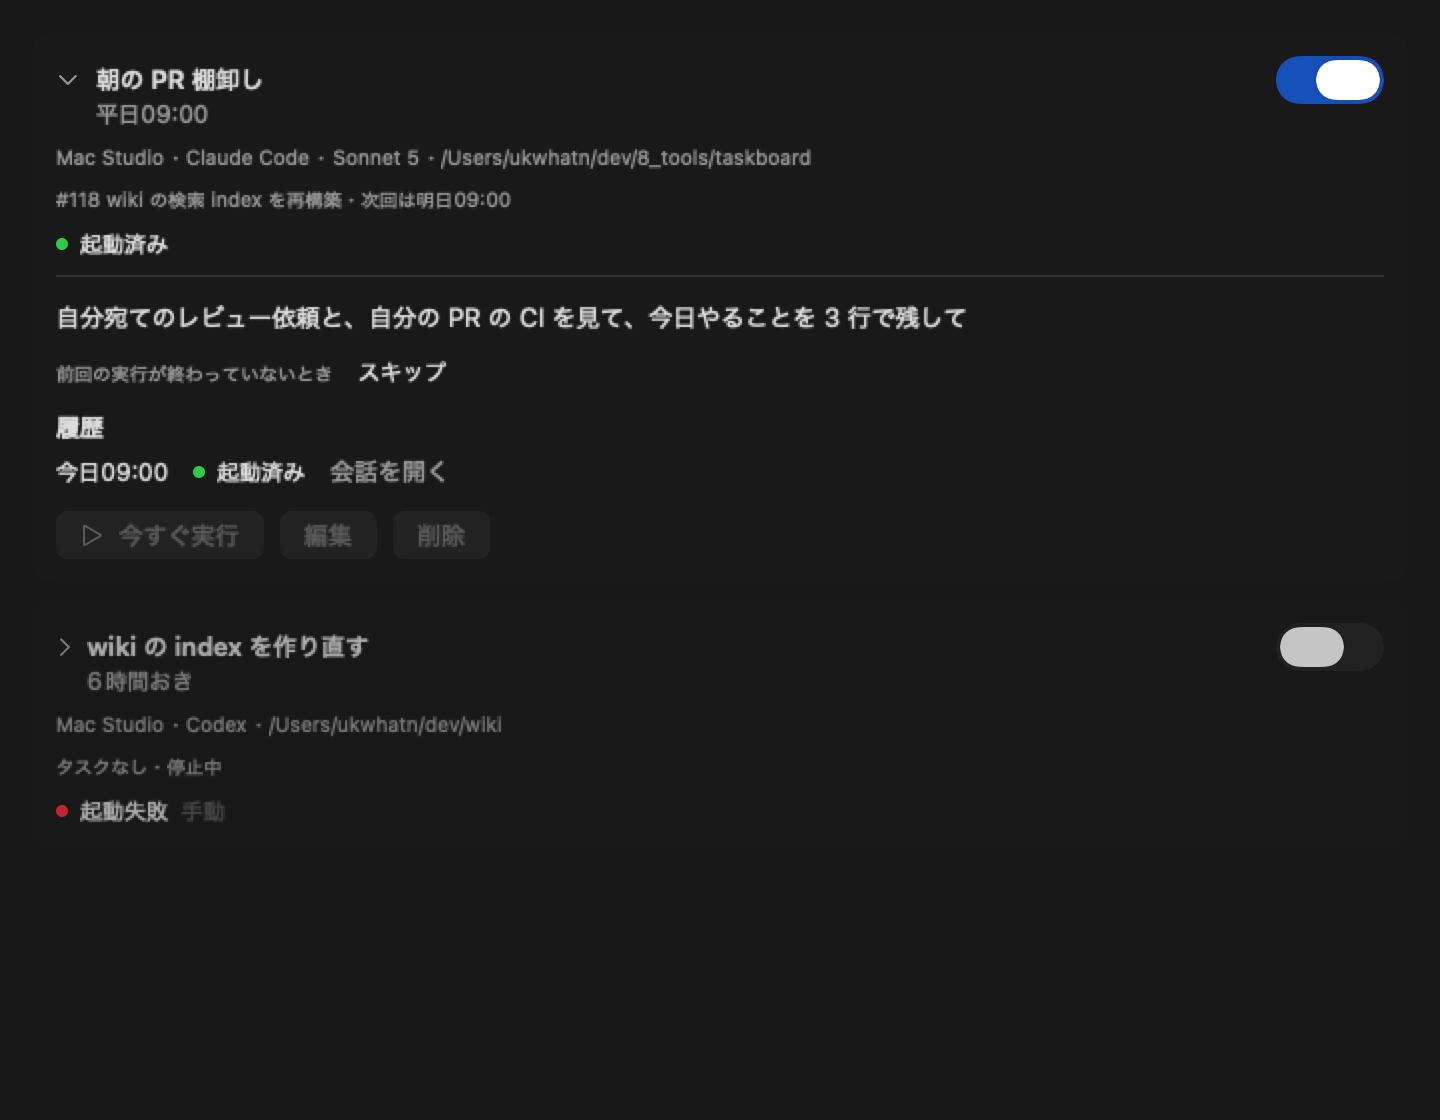 朝の PR 棚卸し
平日09:00
Mac Studio · Claude Code · Sonnet 5 · /Users/ukwhatn/dev/8_tools/taskboard
#118 wiki の検索 index を再構築 · 次回は明日09:00
起動済み
自分宛てのレビュー依頼と、自分の PR の CI を見て、今日やることを 3 行で残して
前回の実行が終わっていないとき スキップ
履歴
今日09:00 起動済み 会話を開く
今すぐ実行 編集 削除
wiki の index を作り直す
6時間おき
Mac Studio · Codex · /Users/ukwhatn/dev/wiki
タスクなし · 停止中
起動失敗 手動